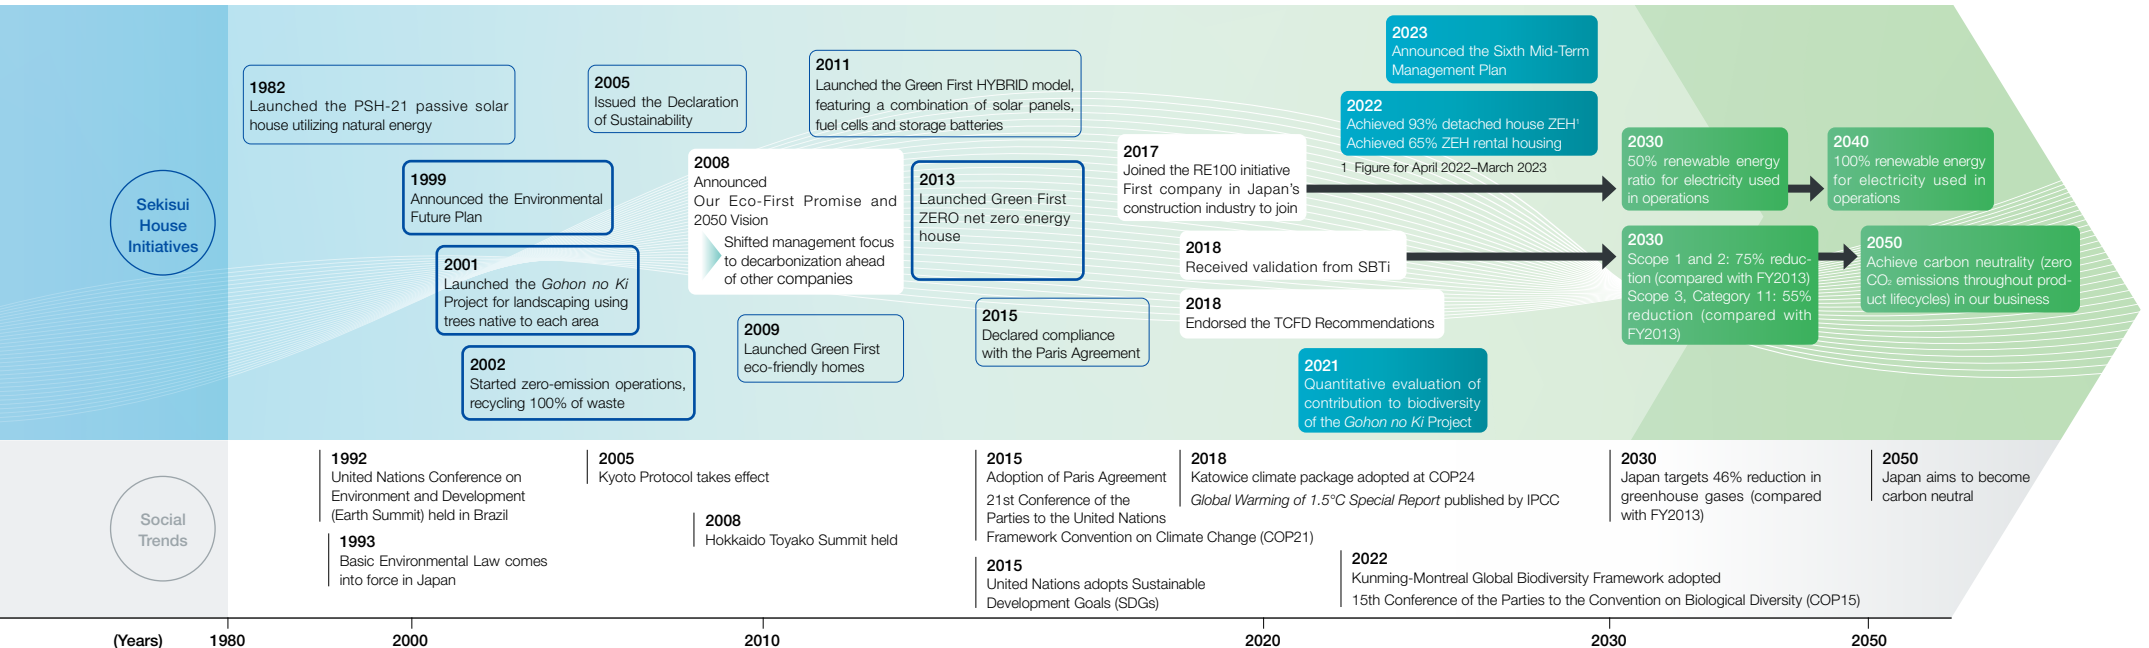 Sekisui
House
Initiatives
1982
Launched the PSH-21 passive solar
house utilizing natural energy
1999
Announced the Environmental
Future Plan
2001
Launched the Gohon no Ki
Project for landscaping using
trees native to each area
2002
Started zero-emission operations,
recycling 100% of waste
2005
Issued the Declaration
of Sustainability
2008
Announced
Our Eco-First Promise and
2050 Vision
Shifted management focus
to decarbonization ahead
of other companies
2009
Launched Green First
eco-friendly homes
2011
Launched the Green First HYBRID model,
featuring a combination of solar panels,
fuel cells and storage batteries
2013
Launched Green First
ZERO net zero energy
house
2015
Declared compliance
with the Paris Agreement
2017
Joined the RE100 initiative
First company in Japan's
construction industry to join
2018
Received validation from SBTi
2018
Endorsed the TCFD Recommendations
2021
Quantitative evaluation of
contribution to biodiversity
of the Gohon no Ki Project
2023
Announced the Sixth Mid-Term
Management Plan
2022
Achieved 93% detached house ZEH¹
Achieved 65% ZEH rental housing
1 Figure for April 2022–March 2023
2030
50% renewable energy
ratio for electricity used
in operations
2040
100% renewable energy
for electricity used in
operations
2030
Scope 1 and 2: 75% reduc-
tion (compared with FY2013)
Scope 3, Category 11: 55%
reduction (compared with
FY2013)
2050
Achieve carbon neutrality (zero
CO₂ emissions throughout prod-
uct lifecycles) in our business
Social
Trends
1992
United Nations Conference on
Environment and Development
(Earth Summit) held in Brazil
1993
Basic Environmental Law comes
into force in Japan
2005
Kyoto Protocol takes effect
2008
Hokkaido Toyako Summit held
2015
Adoption of Paris Agreement
21st Conference of the
Parties to the United Nations
Framework Convention on Climate Change (COP21)
2015
United Nations adopts Sustainable
Development Goals (SDGs)
2018
Katowice climate package adopted at COP24
Global Warming of 1.5°C Special Report published by IPCC
2022
Kunming-Montreal Global Biodiversity Framework adopted
15th Conference of the Parties to the Convention on Biological Diversity (COP15)
2030
Japan targets 46% reduction in
greenhouse gases (compared
with FY2013)
2050
Japan aims to become
carbon neutral
(Years) 1980 2000 2010 2020 2030 2050